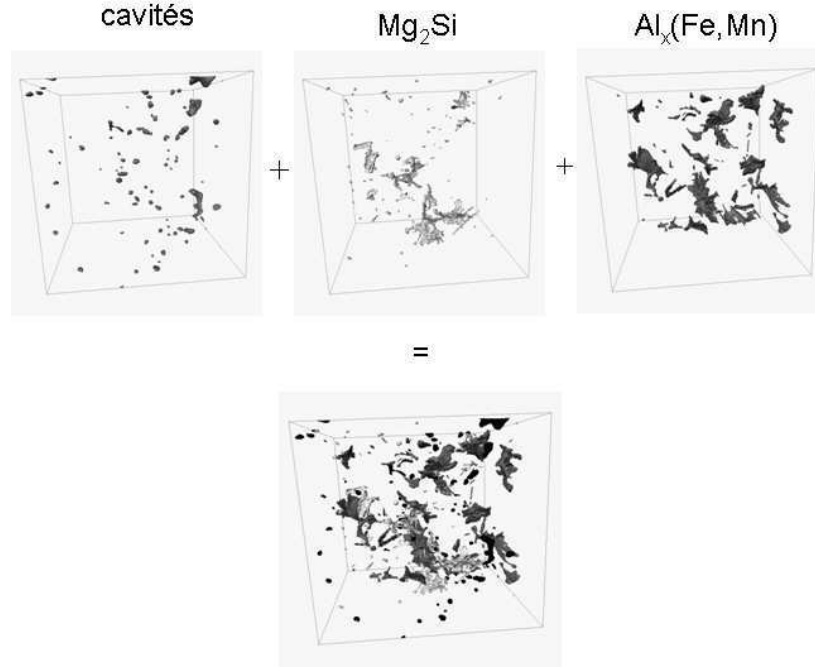 cavités
Mg₂Si
Alₓ(Fe,Mn)
+
+
=